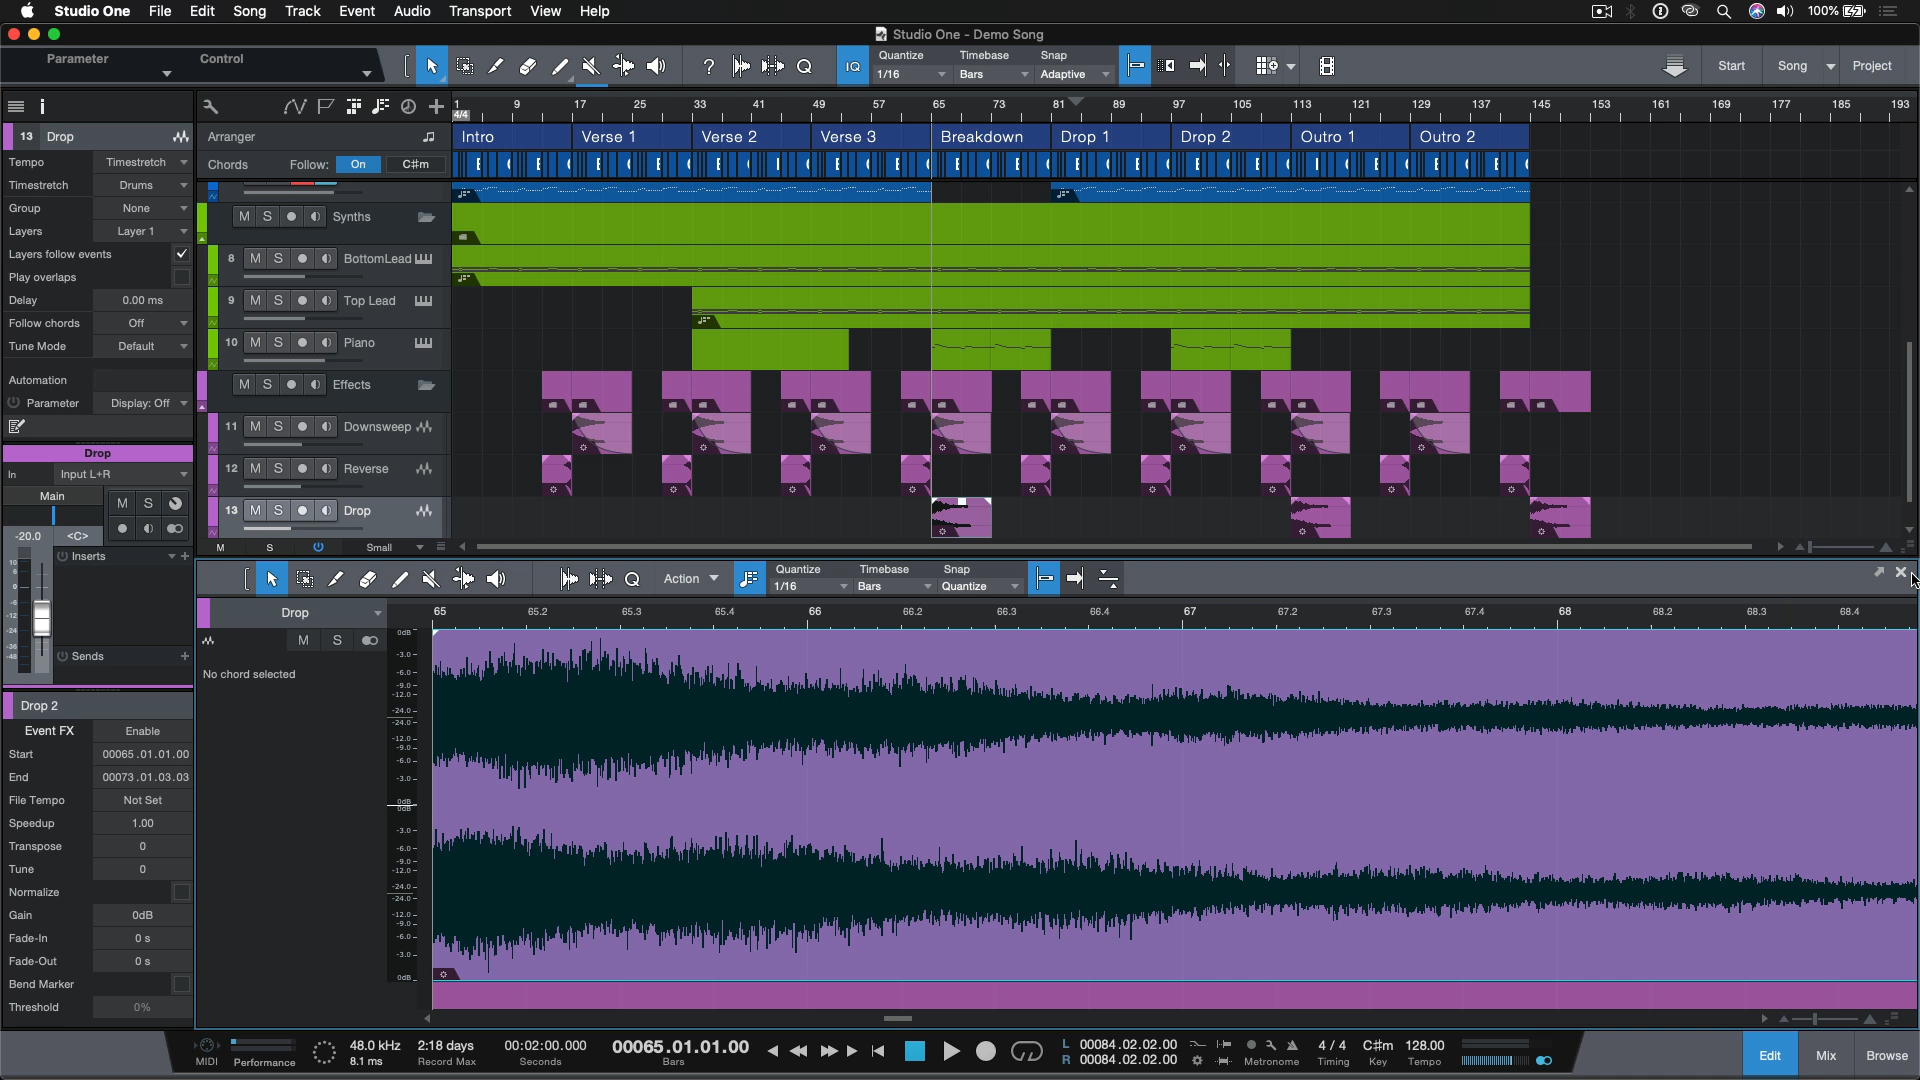 Studio One File Edit Song Track Event Audio Transport View Help
100%
Studio One - Demo Song
Parameter Control
Quantize Timebase Snap
IQ 1/16 Bars Adaptive
Start Song Project
1 9 17 25 33 41 49 57 65 73 81 89 97 105 113 121 129 137 145 153 161 169 177 185 193
4/4
13 Drop
Arranger
Intro Verse 1 Verse 2 Verse 3 Breakdown Drop 1 Drop 2 Outro 1 Outro 2
Chords Follow: On C#m
Tempo Timestretch
Timestretch Drums
Group None
Layers Layer 1
Layers follow events
Play overlaps
Delay 0.00 ms
Follow chords Off
Tune Mode Default
Automation
Parameter Display: Off
M S Synths
8 M S BottomLead
9 M S Top Lead
10 M S Piano
M S Effects
11 M S Downsweep
12 M S Reverse
13 M S Drop
M S Small
Drop
In Input L+R
Main M S
-20.0 <C>
Inserts
Sends
Action
Quantize Timebase Snap
1/16 Bars Quantize
Drop
65 65.2 65.3 65.4 66 66.2 66.3 66.4 67 67.2 67.3 67.4 68 68.2 68.3 68.4
M S
No chord selected
0dB
-3.0
-6.0
-9.0
-12.0
-24.0
-24.0
-12.0
-9.0
-6.0
-3.0
0dB
0dB
-3.0
-6.0
-9.0
-12.0
-24.0
-24.0
-12.0
-9.0
-6.0
-3.0
0dB
Drop 2
Event FX Enable
Start 00065.01.01.00
End 00073.01.03.03
File Tempo Not Set
Speedup 1.00
Transpose 0
Tune 0
Normalize
Gain 0dB
Fade-In 0 s
Fade-Out 0 s
Bend Marker
Threshold 0%
MIDI Performance
48.0 kHz 2:18 days 00:02:00.000 00065.01.01.00
8.1 ms Record Max Seconds Bars
L 00084.02.02.00
R 00084.02.02.00
Metronome
4 / 4 C#m 128.00
Timing Key Tempo
Edit Mix Browse